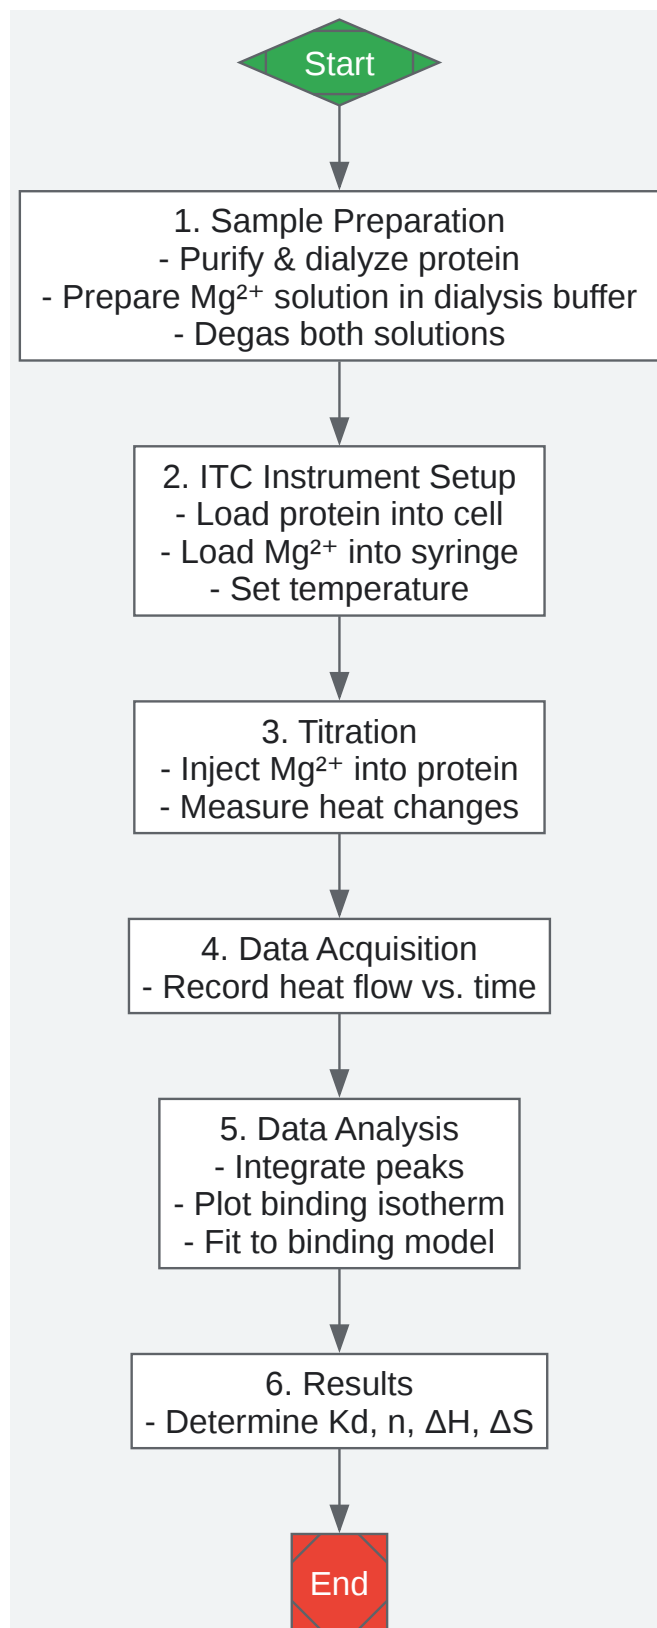 Start
1. Sample Preparation
- Purify & dialyze protein
- Prepare Mg²⁺ solution in dialysis buffer
- Degas both solutions
2. ITC Instrument Setup
- Load protein into cell
- Load Mg²⁺ into syringe
- Set temperature
3. Titration
- Inject Mg²⁺ into protein
- Measure heat changes
4. Data Acquisition
- Record heat flow vs. time
5. Data Analysis
- Integrate peaks
- Plot binding isotherm
- Fit to binding model
6. Results
- Determine Kd, n, ΔH, ΔS
End